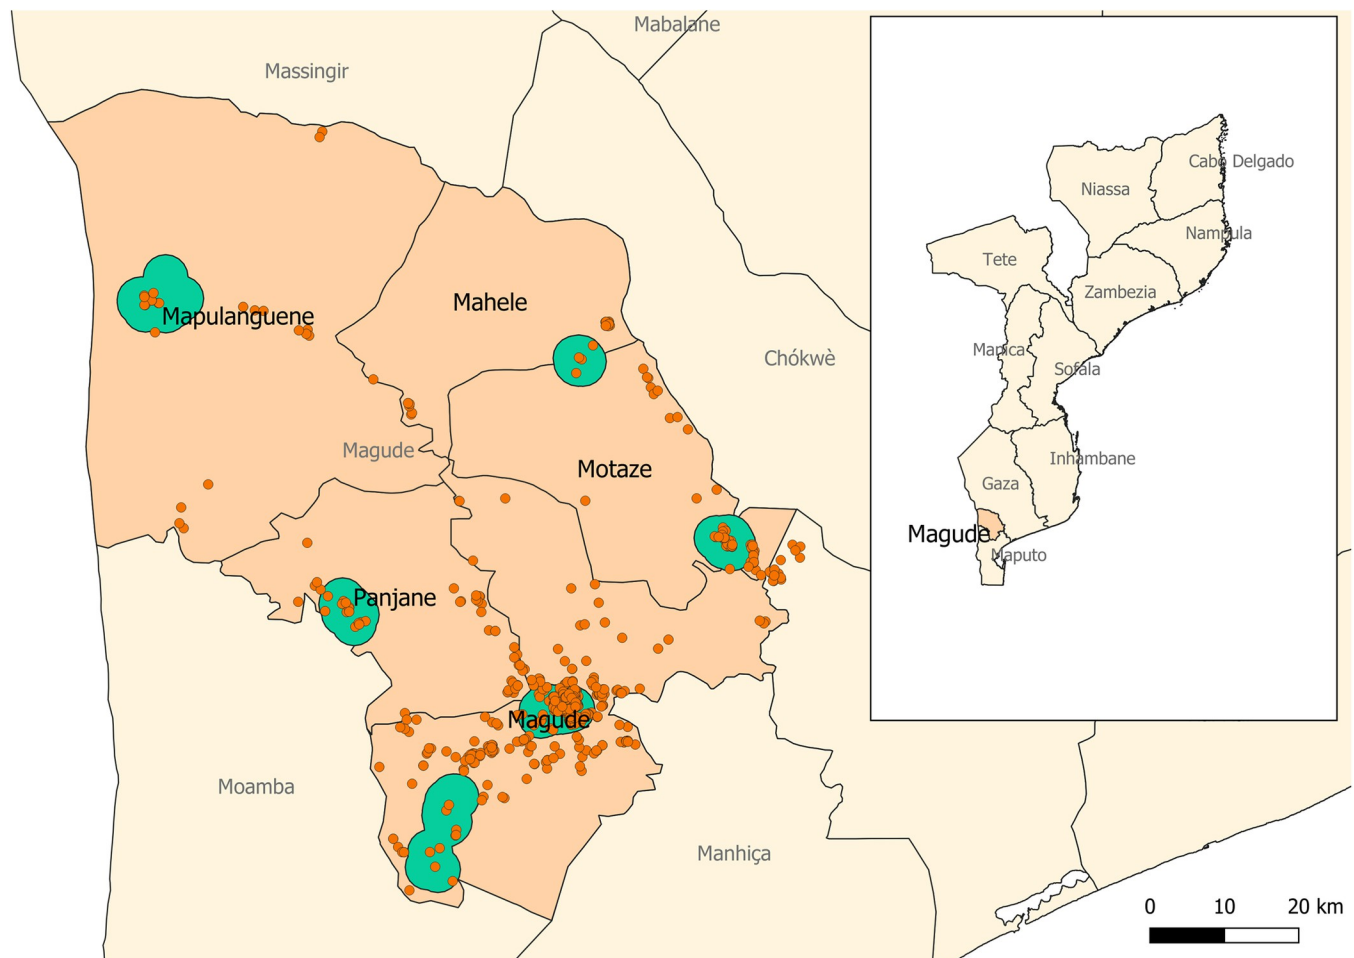 Mabalane
Massingir
Mapulanguene
Mahele
Chókwè
Magude
Motaze
Panjane
Magude
Moamba
Manhiça
Cabo Delgado
Niassa
Nampula
Tete
Zambezia
Manica
Sofala
Inhambane
Gaza
Magude
Maputo
0 10 20 km